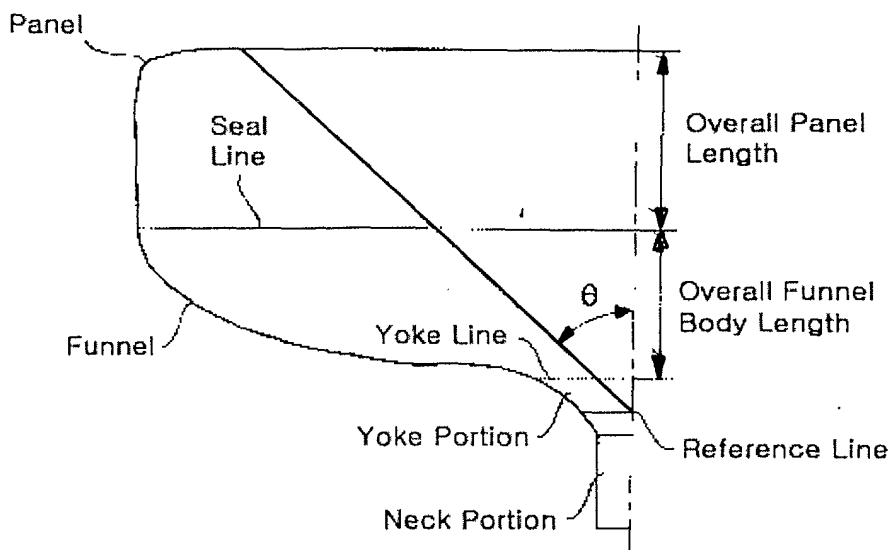 Panel
Seal
Line
Overall Panel
Length
θ
Overall Funnel
Body Length
Funnel
Yoke Line
Yoke Portion
Reference Line
Neck Portion